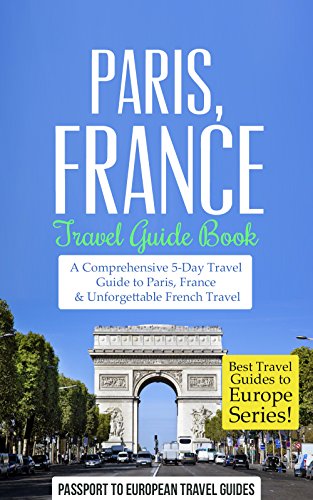 PARIS,
FRANCE
Travel Guide Book
A Comprehensive 5-Day Travel
Guide to Paris, France
& Unforgettable French Travel
Best Travel
Guides to
Europe
Series!
PASSPORT TO EUROPEAN TRAVEL GUIDES